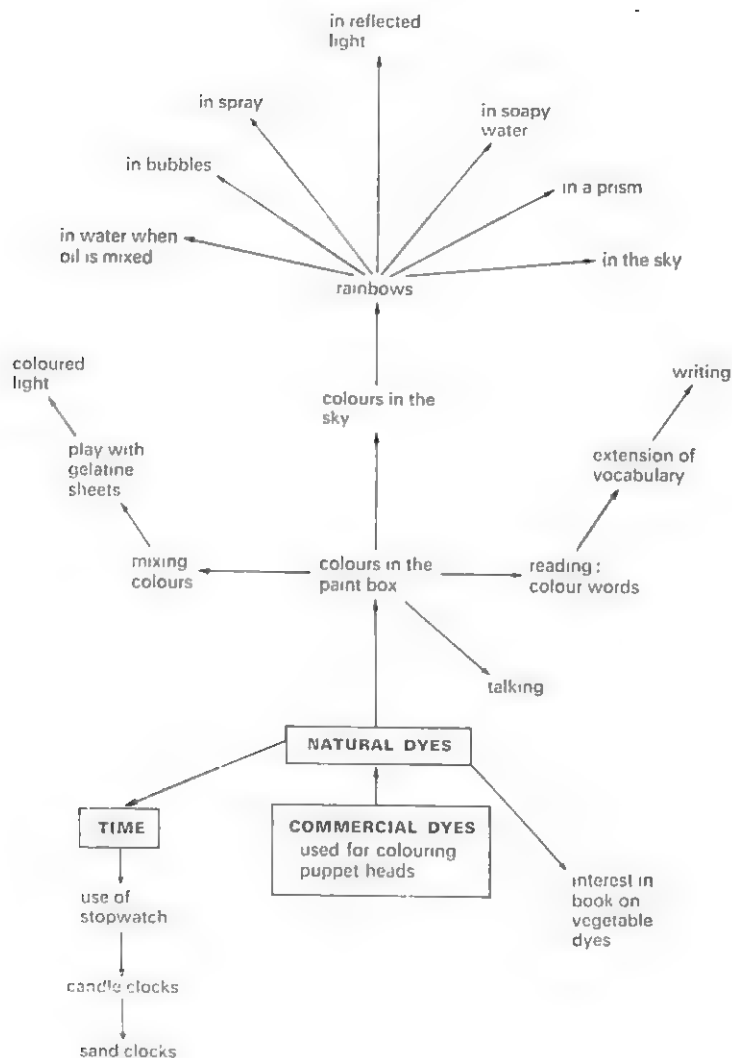 in reflected
light
in spray
in soapy
water
in bubbles
in a prism
in water when
oil is mixed
in the sky
rainbows
coloured
light
writing
colours in the
sky
play with
gelatine
sheets
extension of
vocabulary
mixing
colours
colours in the
paint box
reading:
colour words
talking
NATURAL DYES
TIME
COMMERCIAL DYES
used for colouring
puppet heads
use of
stopwatch
interest in
book on
vegetable
dyes
candle clocks
sand clocks